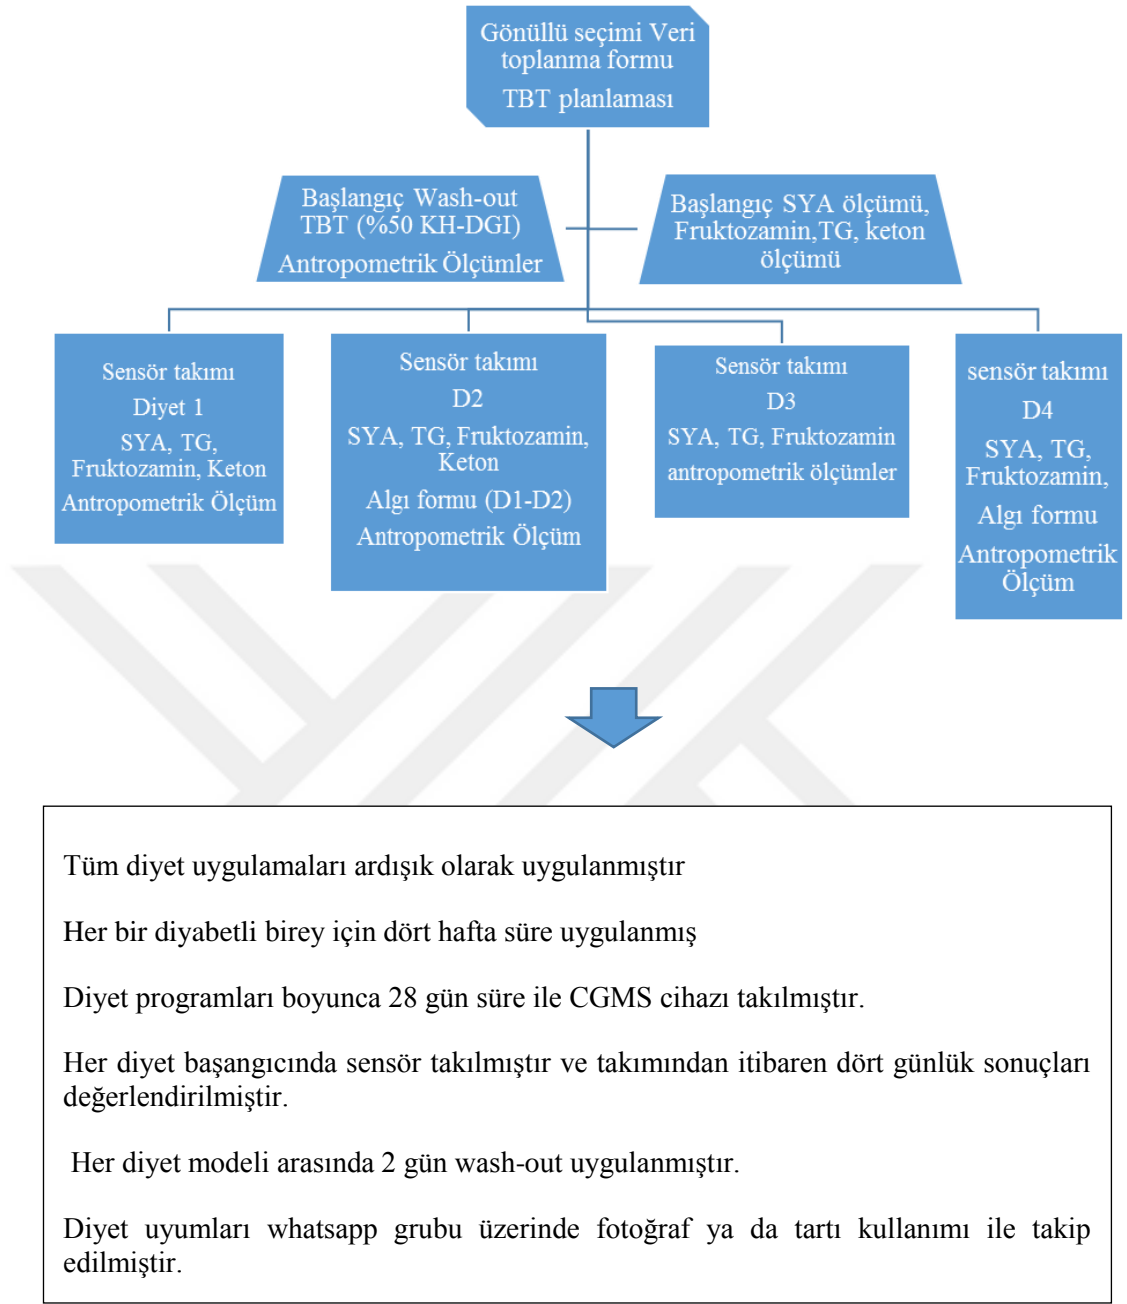 Gönüllü seçimi Veri
toplanma formu
TBT planlaması
Başlangıç Wash-out
TBT (%50 KH-DGI)
Antropometrik Ölçümler
Başlangıç SYA ölçümü,
Fruktozamin,TG, keton
ölçümü
Sensör takımı
Diyet 1
SYA, TG,
Fruktozamin, Keton
Antropometrik Ölçüm
Sensör takımı
D2
SYA, TG, Fruktozamin,
Keton
Algı formu (D1-D2)
Antropometrik Ölçüm
Sensör takımı
D3
SYA, TG, Fruktozamin
antropometrik ölçümler
sensör takımı
D4
SYA, TG,
Fruktozamin,
Algı formu
Antropometrik
Ölçüm
Tüm diyet uygulamaları ardışık olarak uygulanmıştır
Her bir diyabetli birey için dört hafta süre uygulanmış
Diyet programları boyunca 28 gün süre ile CGMS cihazı takılmıştır.
Her diyet başangıcında sensör takılmıştır ve takımından itibaren dört günlük sonuçları
değerlendirilmiştir.
Her diyet modeli arasında 2 gün wash-out uygulanmıştır.
Diyet uyumları whatsapp grubu üzerinde fotoğraf ya da tartı kullanımı ile takip
edilmiştir.